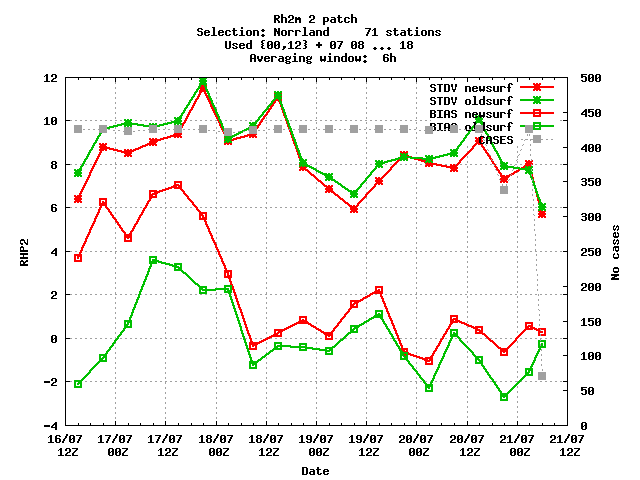 Rh2m 2 patch
Selection: Norrland 71 stations
Used {00,12} + 07 08 ... 18
Averaging window: 6h
STDV newsurf
STDV oldsurf
BIAS newsurf
BIAS oldsurf
CASES
12
10
8
6
4
2
0
-2
-4
RHP2
500
450
400
350
300
250
200
150
100
50
0
No cases
16/07 17/07 17/07 18/07 18/07 19/07 19/07 20/07 20/07 21/07 21/07
12Z 00Z 12Z 00Z 12Z 00Z 12Z 00Z 12Z 00Z 12Z
Date